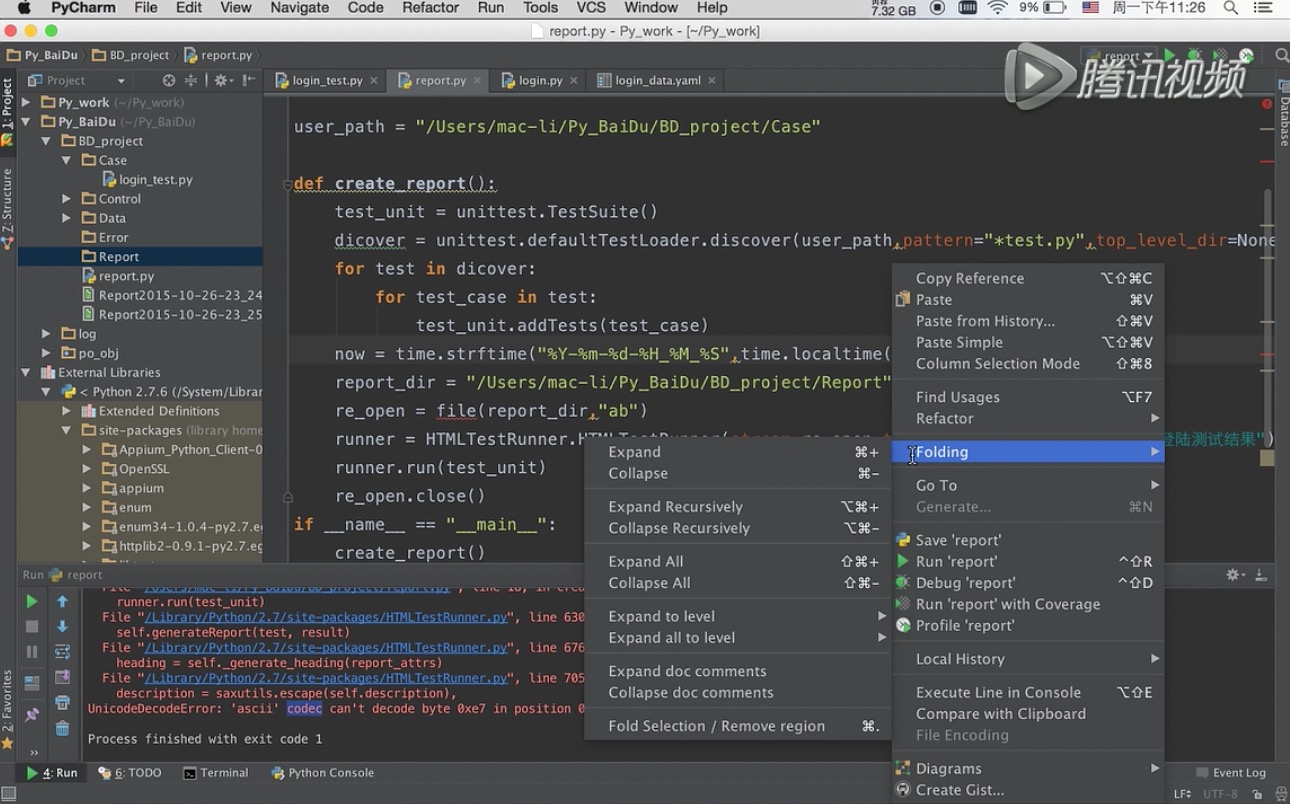 PyCharm File Edit View Navigate Code Refactor Run Tools VCS Window Help
7.32 GB 9% 周一下午11:26
report.py - Py_work - [~/Py_work]
Py_BaiDu BD_project report.py report
腾讯视频
Project login_test.py report.py login.py login_data.yaml
1: Project
Z: Structure
2: Favorites
Database
Py_work (~/Py_work)
Py_BaiDu (~/Py_BaiDu)
BD_project
Case
login_test.py
Control
Data
Error
Report
report.py
Report2015-10-26-23_24
Report2015-10-26-23_25
log
po_obj
External Libraries
< Python 2.7.6 (/System/Librar
Extended Definitions
site-packages (library home
Appium_Python_Client-0
OpenSSL
appium
enum
enum34-1.0.4-py2.7.eg
httplib2-0.9.1-py2.7.eg
user_path = "/Users/mac-li/Py_BaiDu/BD_project/Case"
def create_report():
test_unit = unittest.TestSuite()
dicover = unittest.defaultTestLoader.discover(user_path,pattern="*test.py",top_level_dir=None
for test in dicover:
for test_case in test:
test_unit.addTests(test_case)
now = time.strftime("%Y-%m-%d-%H_%M_%S",time.localtime(
report_dir = "/Users/mac-li/Py_BaiDu/BD_project/Report"
re_open = file(report_dir,"ab")
runner = HTMLTestRunner.HTMLTestRunner( 登陆测试结果")
runner.run(test_unit)
re_open.close()
if __name__ == "__main__":
create_report()
Copy Reference ⌥⇧⌘C
Paste ⌘V
Paste from History... ⇧⌘V
Paste Simple ⌥⇧⌘V
Column Selection Mode ⇧⌘8
Find Usages ⌥F7
Refactor
Folding
Go To
Generate... ⌘N
Save 'report'
Run 'report' ^⇧R
Debug 'report' ^⇧D
Run 'report' with Coverage
Profile 'report'
Local History
Execute Line in Console ⌥⇧E
Compare with Clipboard
File Encoding
Diagrams
Create Gist...
Expand ⌘+
Collapse ⌘-
Expand Recursively ⌥⌘+
Collapse Recursively ⌥⌘-
Expand All ⇧⌘+
Collapse All ⇧⌘-
Expand to level
Expand all to level
Expand doc comments
Collapse doc comments
Fold Selection / Remove region ⌘.
Run report
runner.run(test_unit)
File "/Library/Python/2.7/site-packages/HTMLTestRunner.py", line 630
self.generateReport(test, result)
File "/Library/Python/2.7/site-packages/HTMLTestRunner.py", line 676
heading = self._generate_heading(report_attrs)
File "/Library/Python/2.7/site-packages/HTMLTestRunner.py", line 705
description = saxutils.escape(self.description),
UnicodeDecodeError: 'ascii' codec can't decode byte 0xe7 in position 0
Process finished with exit code 1
4: Run 6: TODO Terminal Python Console Event Log
LF÷ UTF-8